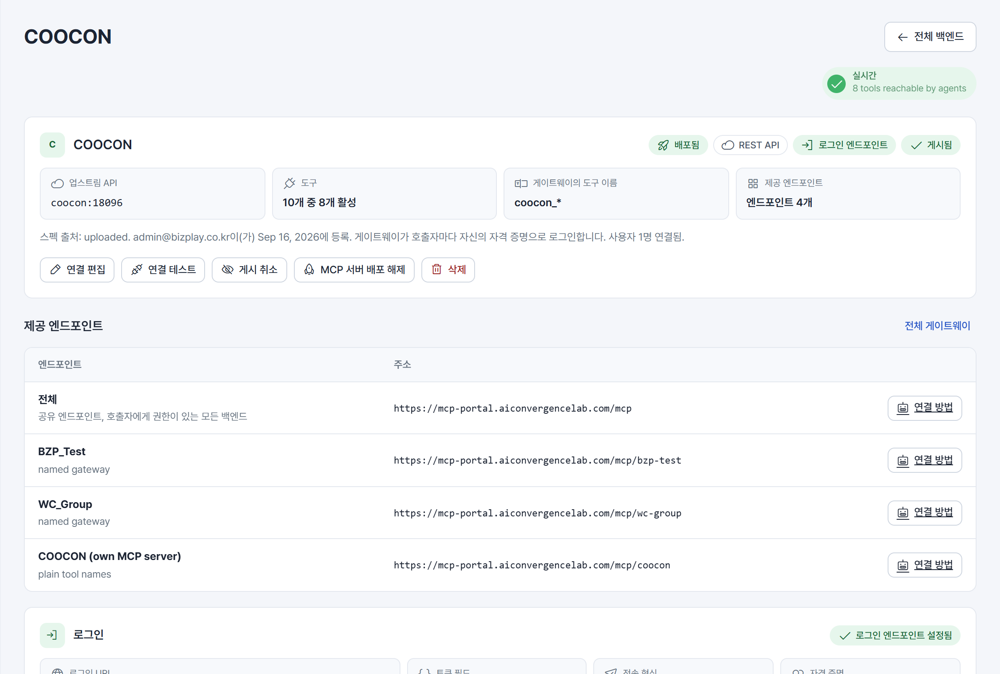 COOCON
전체 백엔드
실시간
8 tools reachable by agents
C
COOCON
배포됨
REST API
로그인 엔드포인트
게시됨
업스트림 API
도구
게이트웨이의 도구 이름
제공 엔드포인트
coocon:18096
10개 중 8개 활성
coocon_*
엔드포인트 4개
스펙 출처: uploaded. admin@bizplay.co.kr이(가) Sep 16, 2026에 등록. 게이트웨이가 호출자마다 자신의 자격 증명으로 로그인합니다. 사용자 1명 연결됨.
연결 편집
연결 테스트
게시 취소
MCP 서버 배포 해제
삭제
제공 엔드포인트
전체 게이트웨이
엔드포인트
주소
전체
공유 엔드포인트, 호출자에게 권한이 있는 모든 백엔드
https://mcp-portal.aiconvergencelab.com/mcp
연결 방법
BZP_Test
named gateway
https://mcp-portal.aiconvergencelab.com/mcp/bzp-test
연결 방법
WC_Group
named gateway
https://mcp-portal.aiconvergencelab.com/mcp/wc-group
연결 방법
COOCON (own MCP server)
plain tool names
https://mcp-portal.aiconvergencelab.com/mcp/coocon
연결 방법
로그인
로그인 엔드포인트 설정됨
로그인 URL
토큰 필드
전송 형식
자격 증명